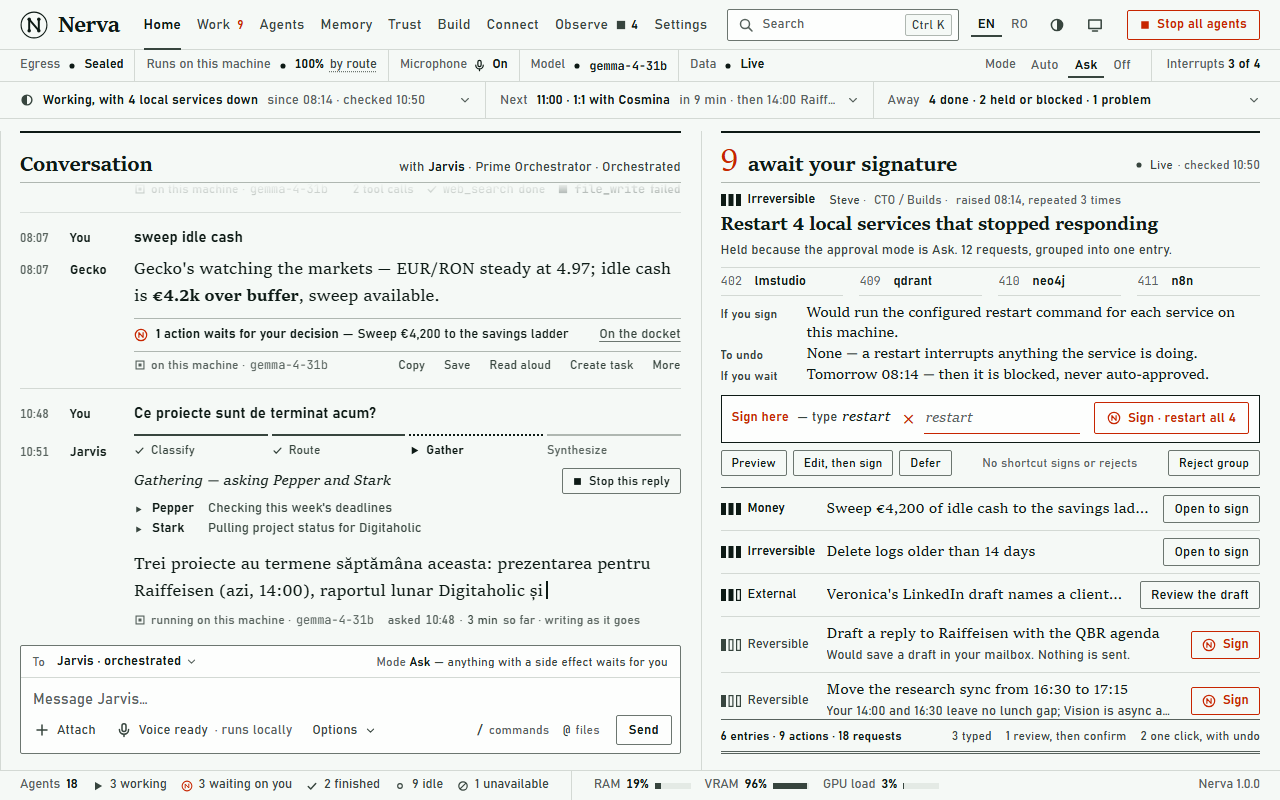 Nerva
Home Work 9 Agents Memory Trust Build Connect Observe 4 Settings
Search Ctrl K
EN RO
Stop all agents
Egress Sealed
Runs on this machine 100% by route
Microphone On
Model gemma-4-31b
Data Live
Mode Auto Ask Off
Interrupts 3 of 4
Working, with 4 local services down since 08:14 · checked 10:50
Next 11:00 · 1:1 with Cosmina in 9 min · then 14:00 Raiff…
Away 4 done · 2 held or blocked · 1 problem
Conversation
with Jarvis · Prime Orchestrator · Orchestrated
on this machine · gemma-4-31b 2 tool calls web_search done file_write failed
08:07 You sweep idle cash
08:07 Gecko Gecko's watching the markets — EUR/RON steady at 4.97; idle cash
is €4.2k over buffer, sweep available.
1 action waits for your decision — Sweep €4,200 to the savings ladder On the docket
on this machine · gemma-4-31b Copy Save Read aloud Create task More
10:48 You Ce proiecte sunt de terminat acum?
10:51 Jarvis Classify Route Gather Synthesize
Gathering — asking Pepper and Stark
Stop this reply
Pepper Checking this week's deadlines
Stark Pulling project status for Digitaholic
Trei proiecte au termene săptămâna aceasta: prezentarea pentru
Raiffeisen (azi, 14:00), raportul lunar Digitaholic și
running on this machine · gemma-4-31b asked 10:48 · 3 min so far · writing as it goes
To Jarvis · orchestrated
Mode Ask — anything with a side effect waits for you
Message Jarvis…
Attach Voice ready · runs locally Options / commands @ files Send
9 await your signature
Live · checked 10:50
Irreversible Steve · CTO / Builds · raised 08:14, repeated 3 times
Restart 4 local services that stopped responding
Held because the approval mode is Ask. 12 requests, grouped into one entry.
402 lmstudio 409 qdrant 410 neo4j 411 n8n
If you sign Would run the configured restart command for each service on
this machine.
To undo None — a restart interrupts anything the service is doing.
If you wait Tomorrow 08:14 — then it is blocked, never auto-approved.
Sign here — type restart restart Sign · restart all 4
Preview Edit, then sign Defer No shortcut signs or rejects Reject group
Money Sweep €4,200 of idle cash to the savings lad… Open to sign
Irreversible Delete logs older than 14 days Open to sign
External Veronica's LinkedIn draft names a client… Review the draft
Reversible Draft a reply to Raiffeisen with the QBR agenda Sign
Would save a draft in your mailbox. Nothing is sent.
Reversible Move the research sync from 16:30 to 17:15 Sign
Your 14:00 and 16:30 leave no lunch gap; Vision is async a…
6 entries · 9 actions · 18 requests 3 typed 1 review, then confirm 2 one click, with undo
Agents 18 3 working 3 waiting on you 2 finished 9 idle 1 unavailable
RAM 19% VRAM 96% GPU load 3%
Nerva 1.0.0